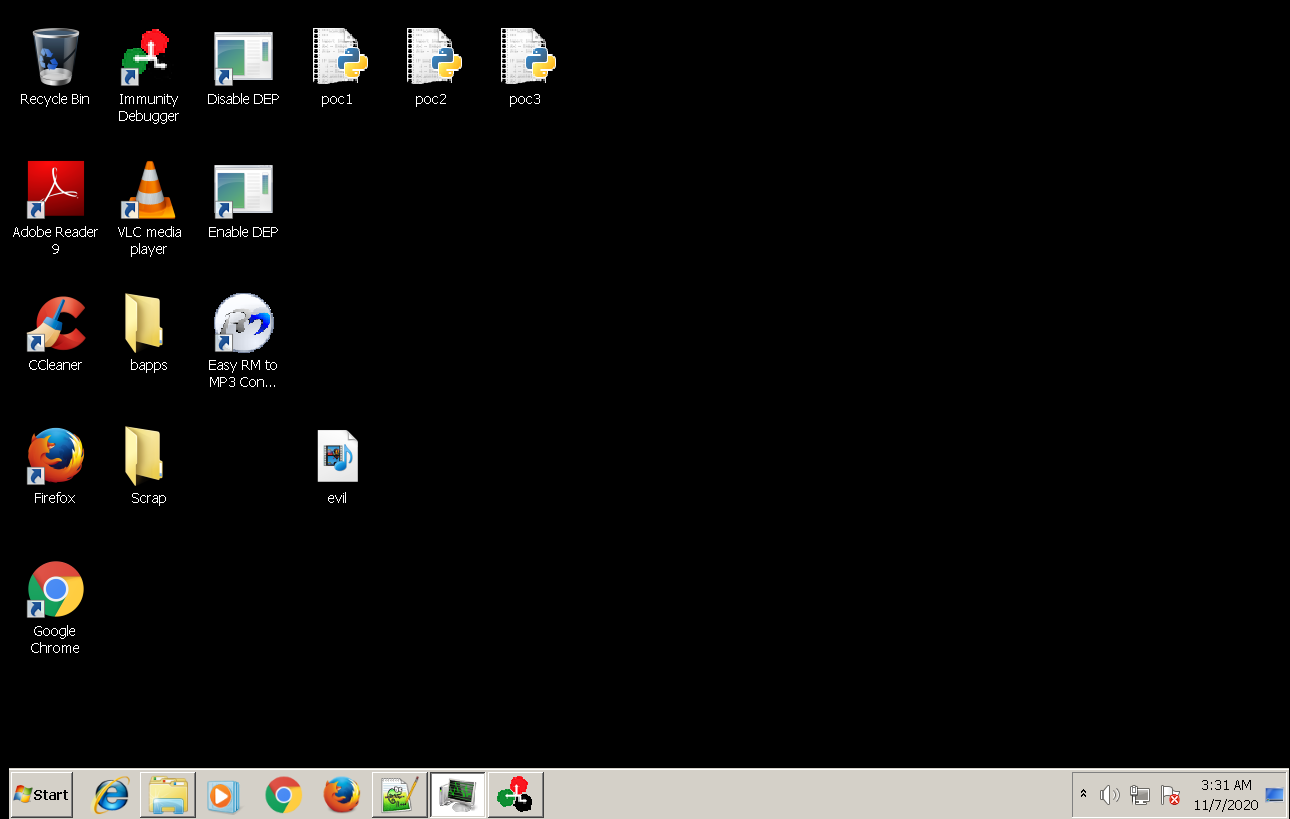 Recycle Bin
Immunity
Debugger
Disable DEP
poc1
poc2
poc3
Adobe Reader
9
VLC media
player
Enable DEP
CCleaner
bapps
Easy RM to
MP3 Con...
Firefox
Scrap
evil
Google
Chrome
Start
3:31 AM
11/7/2020